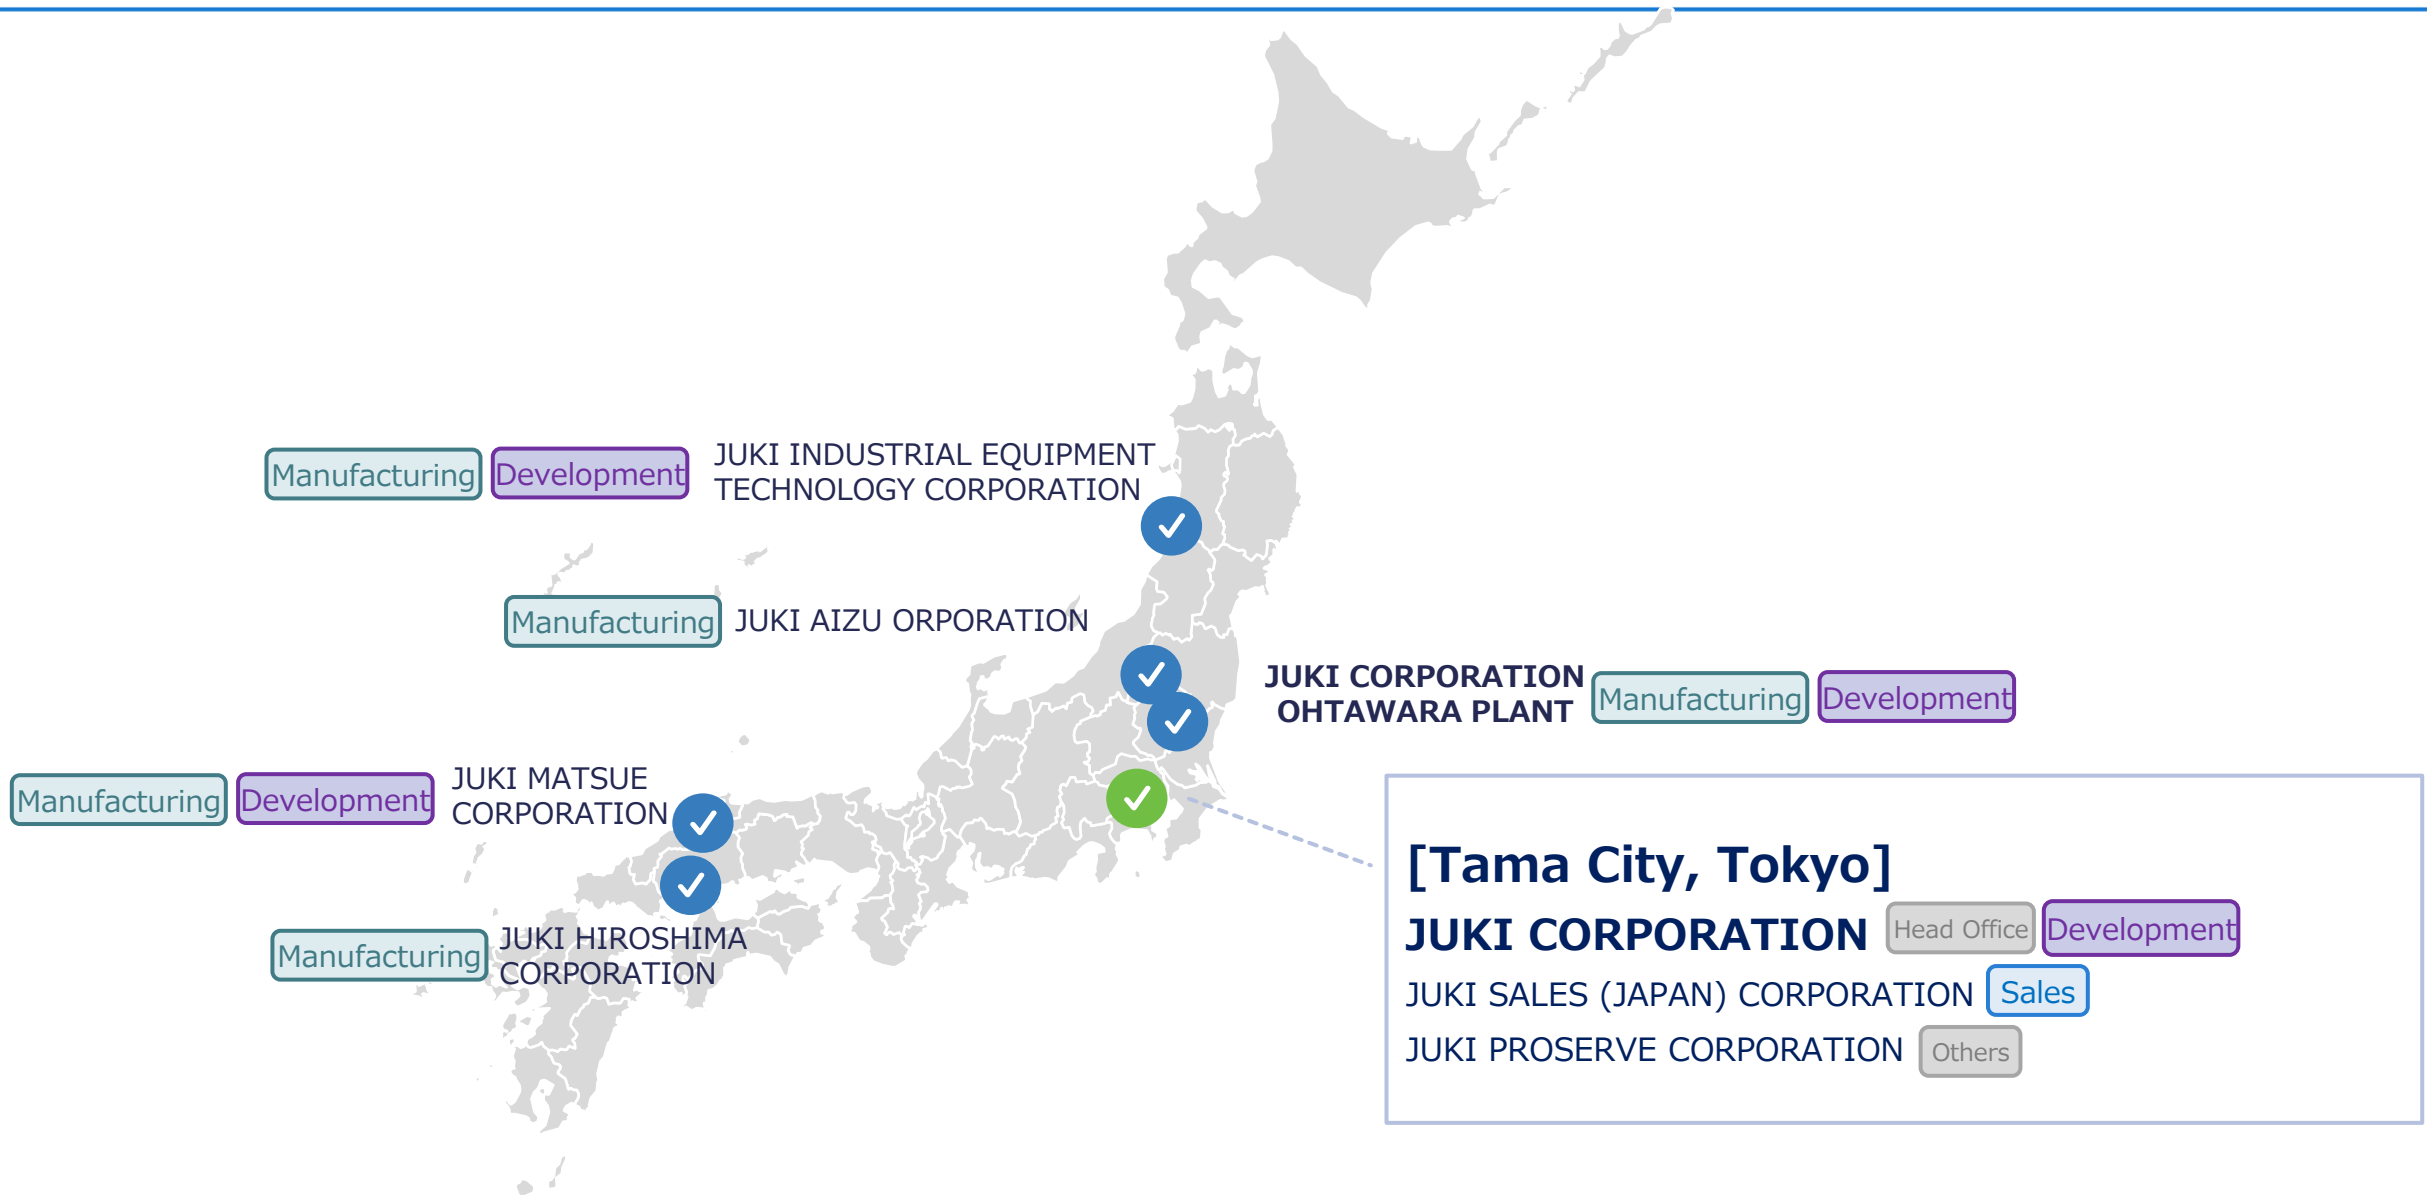 Manufacturing Development JUKI INDUSTRIAL EQUIPMENT
TECHNOLOGY CORPORATION
Manufacturing JUKI AIZU ORPORATION
JUKI CORPORATION
OHTAWARA PLANT
Manufacturing Development
Manufacturing Development JUKI MATSUE
CORPORATION
Manufacturing JUKI HIROSHIMA
CORPORATION
[Tama City, Tokyo]
JUKI CORPORATION Head Office Development
JUKI SALES (JAPAN) CORPORATION Sales
JUKI PROSERVE CORPORATION Others